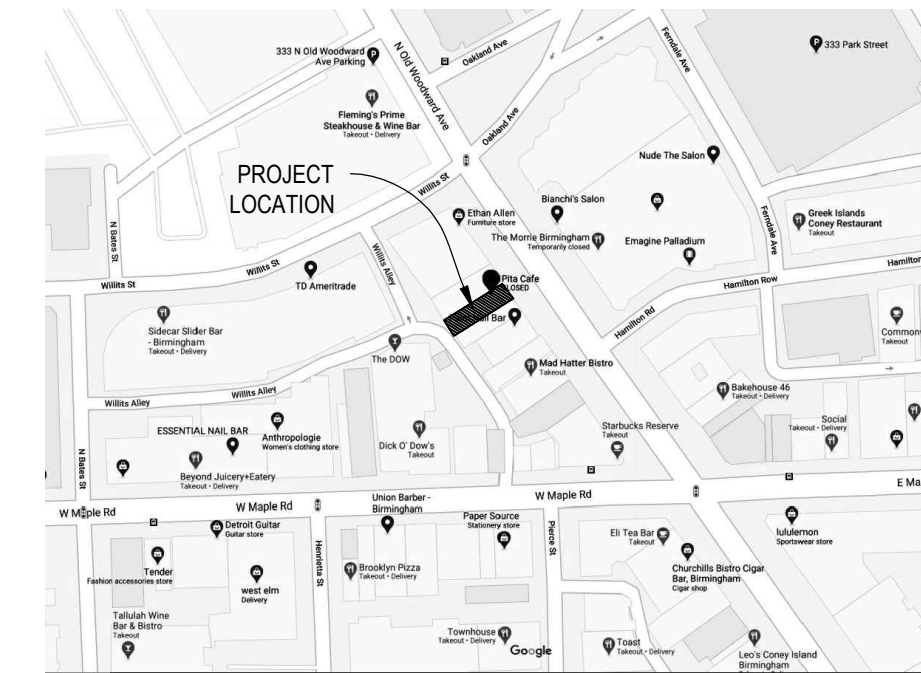 333 N Old Woodward
Ave Parking
N Old Woodward Ave
Oakland Ave
Ferndale Ave
333 Park Street
Fleming's Prime
Steakhouse & Wine Bar
Takeout • Delivery
Oakland Ave
Nude The Salon
PROJECT
LOCATION
Willits St
Bianchi's Salon
Ethan Allen
Furniture store
The Morrie Birmingham
Temporarily closed
Emagine Palladium
Ferndale Ave
Greek Islands
Coney Restaurant
Takeout
N Bates St
Willits St
Willits St
Willits Alley
TD Ameritrade
Pita Cafe
CLOSED
Hamilton Row
Hamilton
Sidecar Slider Bar
- Birmingham
Takeout • Delivery
Bar
Hamilton Rd
Takeout
The DOW
Mad Hatter Bistro
Takeout
Willits Alley
Willits Alley
Bakehouse 46
Takeout • Delivery
ESSENTIAL NAIL BAR
Anthropologie
Women's clothing store
Dick O' Dow's
Takeout
Starbucks Reserve
Takeout
Social
Takeout • Delivery
N Bates St
Beyond Juicery+Eatery
Takeout • Delivery
W Maple Rd
W Maple Rd
W Maple Rd
E Ma
Union Barber -
Birmingham
Detroit Guitar
Guitar store
Paper Source
Stationery store
Pierce St
Eli Tea Bar
Takeout
lululemon
Sportswear store
Henrietta St
Tender
Fashion accessories store
west elm
Delivery
Brooklyn Pizza
Takeout • Delivery
Churchills Bistro Cigar
Bar, Birmingham
Cigar shop
Tallulah Wine
Bar & Bistro
Takeout
Townhouse
Takeout • Delivery
Google
Toast
Takeout • Delivery
Leo's Coney Island
Birmingham